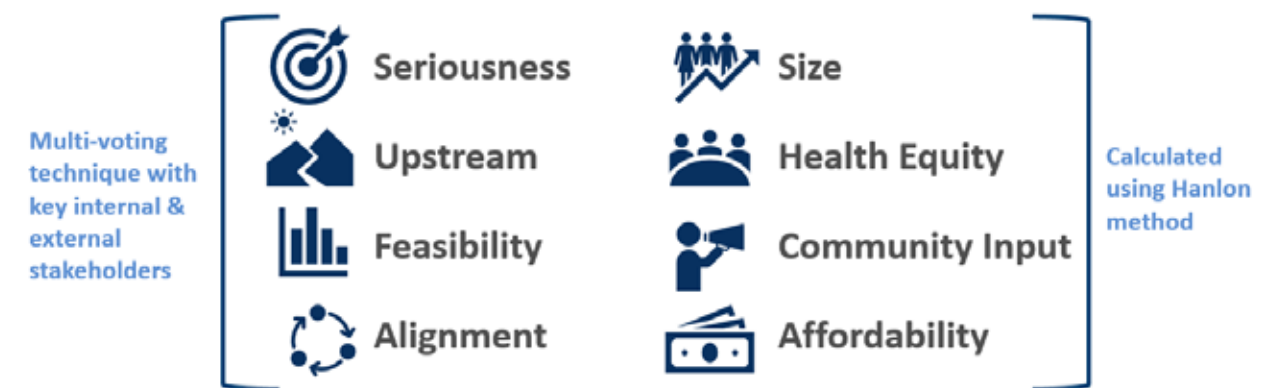 Multi-voting
technique with
key internal &
external
stakeholders
Seriousness
Upstream
Feasibility
Alignment
Size
Health Equity
Community Input
Affordability
Calculated
using Hanlon
method